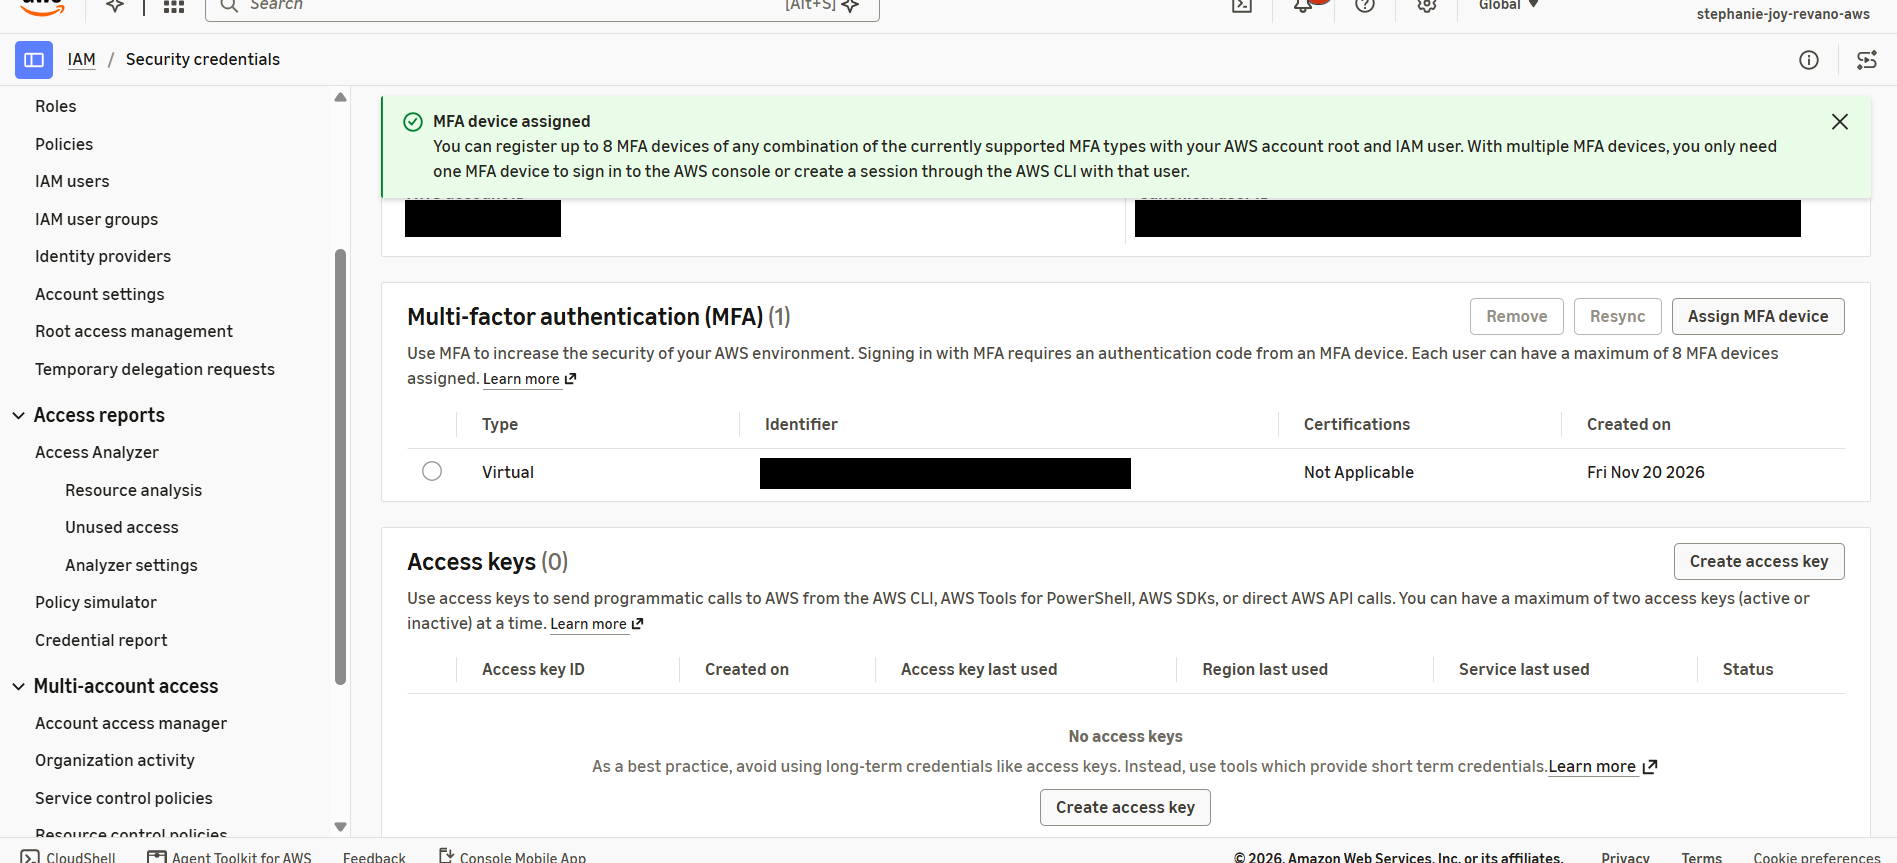 aws
Search
[Alt+S]
Global
stephanie-joy-revano-aws
IAM / Security credentials
Roles
Policies
IAM users
IAM user groups
Identity providers
Account settings
Root access management
Temporary delegation requests
Access reports
Access Analyzer
Resource analysis
Unused access
Analyzer settings
Policy simulator
Credential report
Multi-account access
Account access manager
Organization activity
Service control policies
Resource control policies
MFA device assigned
You can register up to 8 MFA devices of any combination of the currently supported MFA types with your AWS account root and IAM user. With multiple MFA devices, you only need
one MFA device to sign in to the AWS console or create a session through the AWS CLI with that user.
Multi-factor authentication (MFA) (1)
Remove
Resync
Assign MFA device
Use MFA to increase the security of your AWS environment. Signing in with MFA requires an authentication code from an MFA device. Each user can have a maximum of 8 MFA devices
assigned. Learn more
Type Identifier Certifications Created on
Virtual Not Applicable Fri Nov 20 2026
Access keys (0)
Create access key
Use access keys to send programmatic calls to AWS from the AWS CLI, AWS Tools for PowerShell, AWS SDKs, or direct AWS API calls. You can have a maximum of two access keys (active or
inactive) at a time. Learn more
Access key ID Created on Access key last used Region last used Service last used Status
No access keys
As a best practice, avoid using long-term credentials like access keys. Instead, use tools which provide short term credentials. Learn more
Create access key
CloudShell Agent Toolkit for AWS Feedback Console Mobile App
© 2026, Amazon Web Services, Inc. or its affiliates. Privacy Terms Cookie preferences